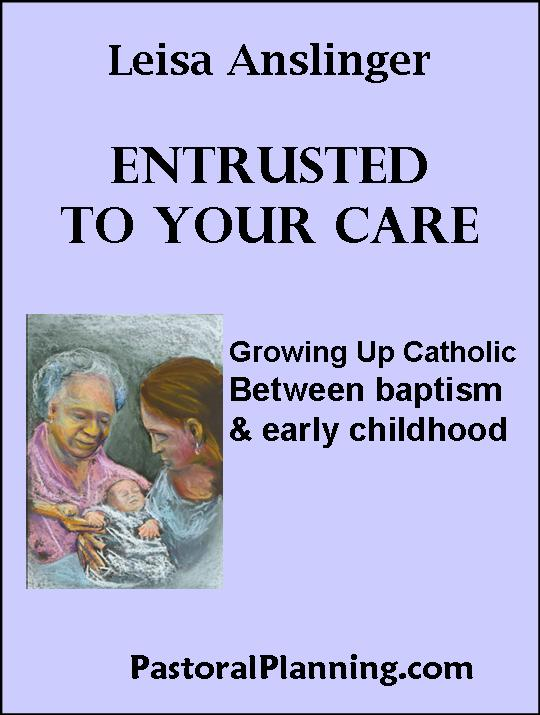 Leisa Anslinger
ENTRUSTED
TO YOUR CARE
Growing Up Catholic
Between baptism
& early childhood
PastoralPlanning.com